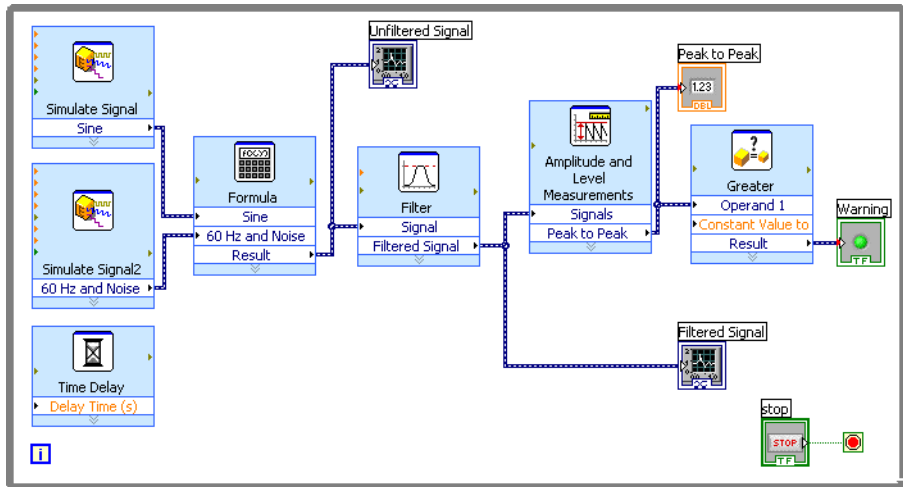 Unfiltered Signal
Simulate Signal
Sine
Formula
Sine
60 Hz and Noise
Result
Simulate Signal2
60 Hz and Noise
Time Delay
Delay Time (s)
i
Filter
Signal
Filtered Signal
Amplitude and
Level
Measurements
Signals
Peak to Peak
Peak to Peak
1.23
DBL
?
Greater
Operand 1
Constant Value to
Result
Warning
TF
Filtered Signal
stop
STOP
TF